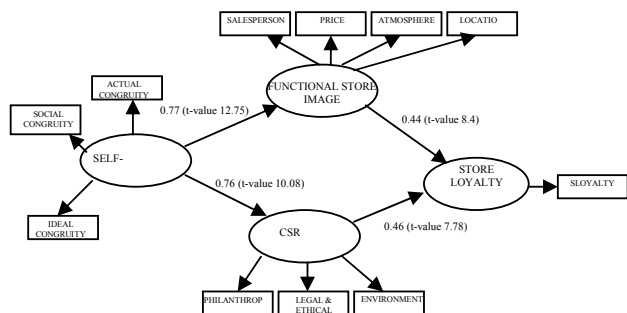 SALESPERSON
PRICE
ATMOSPHERE
LOCATIO
ACTUAL
CONGRUITY
FUNCTIONAL STORE
IMAGE
0.77 (t-value 12.75)
SOCIAL
CONGRUITY
0.44 (t-value 8.4)
SELF-
STORE
LOYALTY
SLOYALTY
0.76 (t-value 10.08)
IDEAL
CONGRUITY
CSR
0.46 (t-value 7.78)
PHILANTHROP
LEGAL &
ETHICAL
ENVIRONMENT